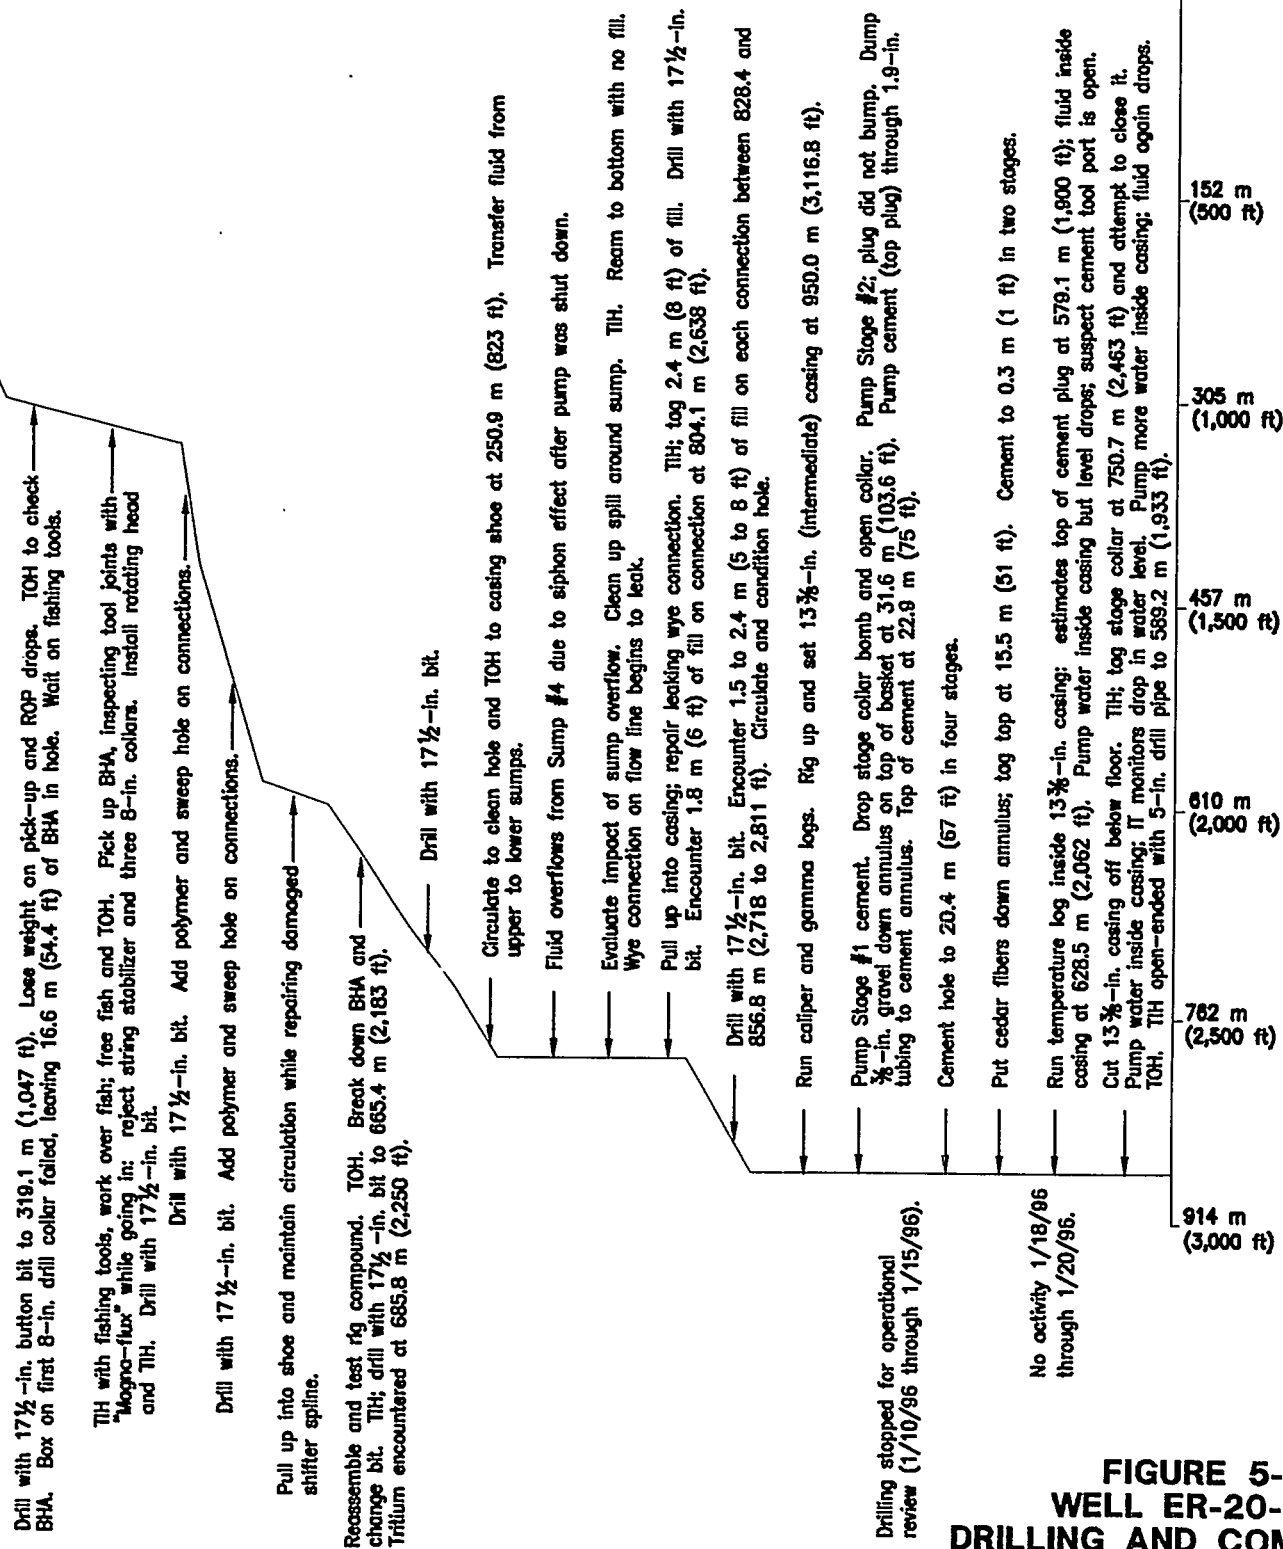 Drill with 17½-in. button bit to 319.1 m (1,047 ft). Lose weight on pick-up and ROP drops. TOH to check
BHA. Box on first 8-in. drill collar failed, leaving 16.6 m (54.4 ft) of BHA in hole. Wait on fishing tools.
TIH with fishing tools, work over fish; free fish and TOH. Pick up BHA, inspecting tool joints with
"Magna-flux" while going in: reject string stabilizer and three 8-in. collars. Install rotating head
and TIH. Drill with 17½-in. bit.
Drill with 17½-in. bit. Add polymer and sweep hole on connections.
Drill with 17½-in. bit. Add polymer and sweep hole on connections.
Pull up into shoe and maintain circulation while repairing damaged
shifter spline.
Reassemble and test rig compound. TOH. Break down BHA and
change bit. TIH; drill with 17½-in. bit to 665.4 m (2,183 ft).
Tritium encountered at 685.8 m (2,250 ft).
Drill with 17½-in. bit.
Circulate to clean hole and TOH to casing shoe at 250.9 m (823 ft). Transfer fluid from
upper to lower sumps.
Fluid overflows from Sump #4 due to siphon effect after pump was shut down.
Evaluate impact of sump overflow. Clean up spill around sump. TIH. Ream to bottom with no fill.
Wye connection on flow line begins to leak.
Pull up into casing; repair leaking wye connection. TIH; tag 2.4 m (8 ft) of fill. Drill with 17½-in.
bit. Encounter 1.8 m (6 ft) of fill on connection at 804.1 m (2,638 ft).
Drill with 17½-in. bit. Encounter 1.5 to 2.4 m (5 to 8 ft) of fill on each connection between 828.4 and
856.8 m (2,718 to 2,811 ft). Circulate and condition hole.
Run caliper and gamma logs. Rig up and set 13⅜-in. (intermediate) casing at 950.0 m (3,116.8 ft).
Drilling stopped for operational
review (1/10/96 through 1/15/96).
Pump Stage #1 cement. Drop stage collar bomb and open collar. Pump Stage #2; plug did not bump. Dump
⅜-in. gravel down annulus on top of basket at 31.6 m (103.6 ft). Pump cement (top plug) through 1.9-in.
tubing to cement annulus. Top of cement at 22.9 m (75 ft).
Cement hole to 20.4 m (67 ft) in four stages.
Put cedar fibers down annulus; tag top at 15.5 m (51 ft). Cement to 0.3 m (1 ft) in two stages.
No activity 1/18/96
through 1/20/96.
Run temperature log inside 13⅜-in. casing; estimates top of cement plug at 579.1 m (1,900 ft); fluid inside
casing at 628.5 m (2,062 ft). Pump water inside casing but level drops; suspect cement tool port is open.
Cut 13⅜-in. casing off below floor. TIH; tag stage collar at 750.7 m (2,463 ft) and attempt to close it.
Pump water inside casing; IT monitors drop in water level. Pump more water inside casing; fluid again drops.
TOH. TIH open-ended with 5-in. drill pipe to 589.2 m (1,933 ft).
152 m
(500 ft)
305 m
(1,000 ft)
457 m
(1,500 ft)
610 m
(2,000 ft)
762 m
(2,500 ft)
914 m
(3,000 ft)
FIGURE 5-
WELL ER-20-
DRILLING AND COM